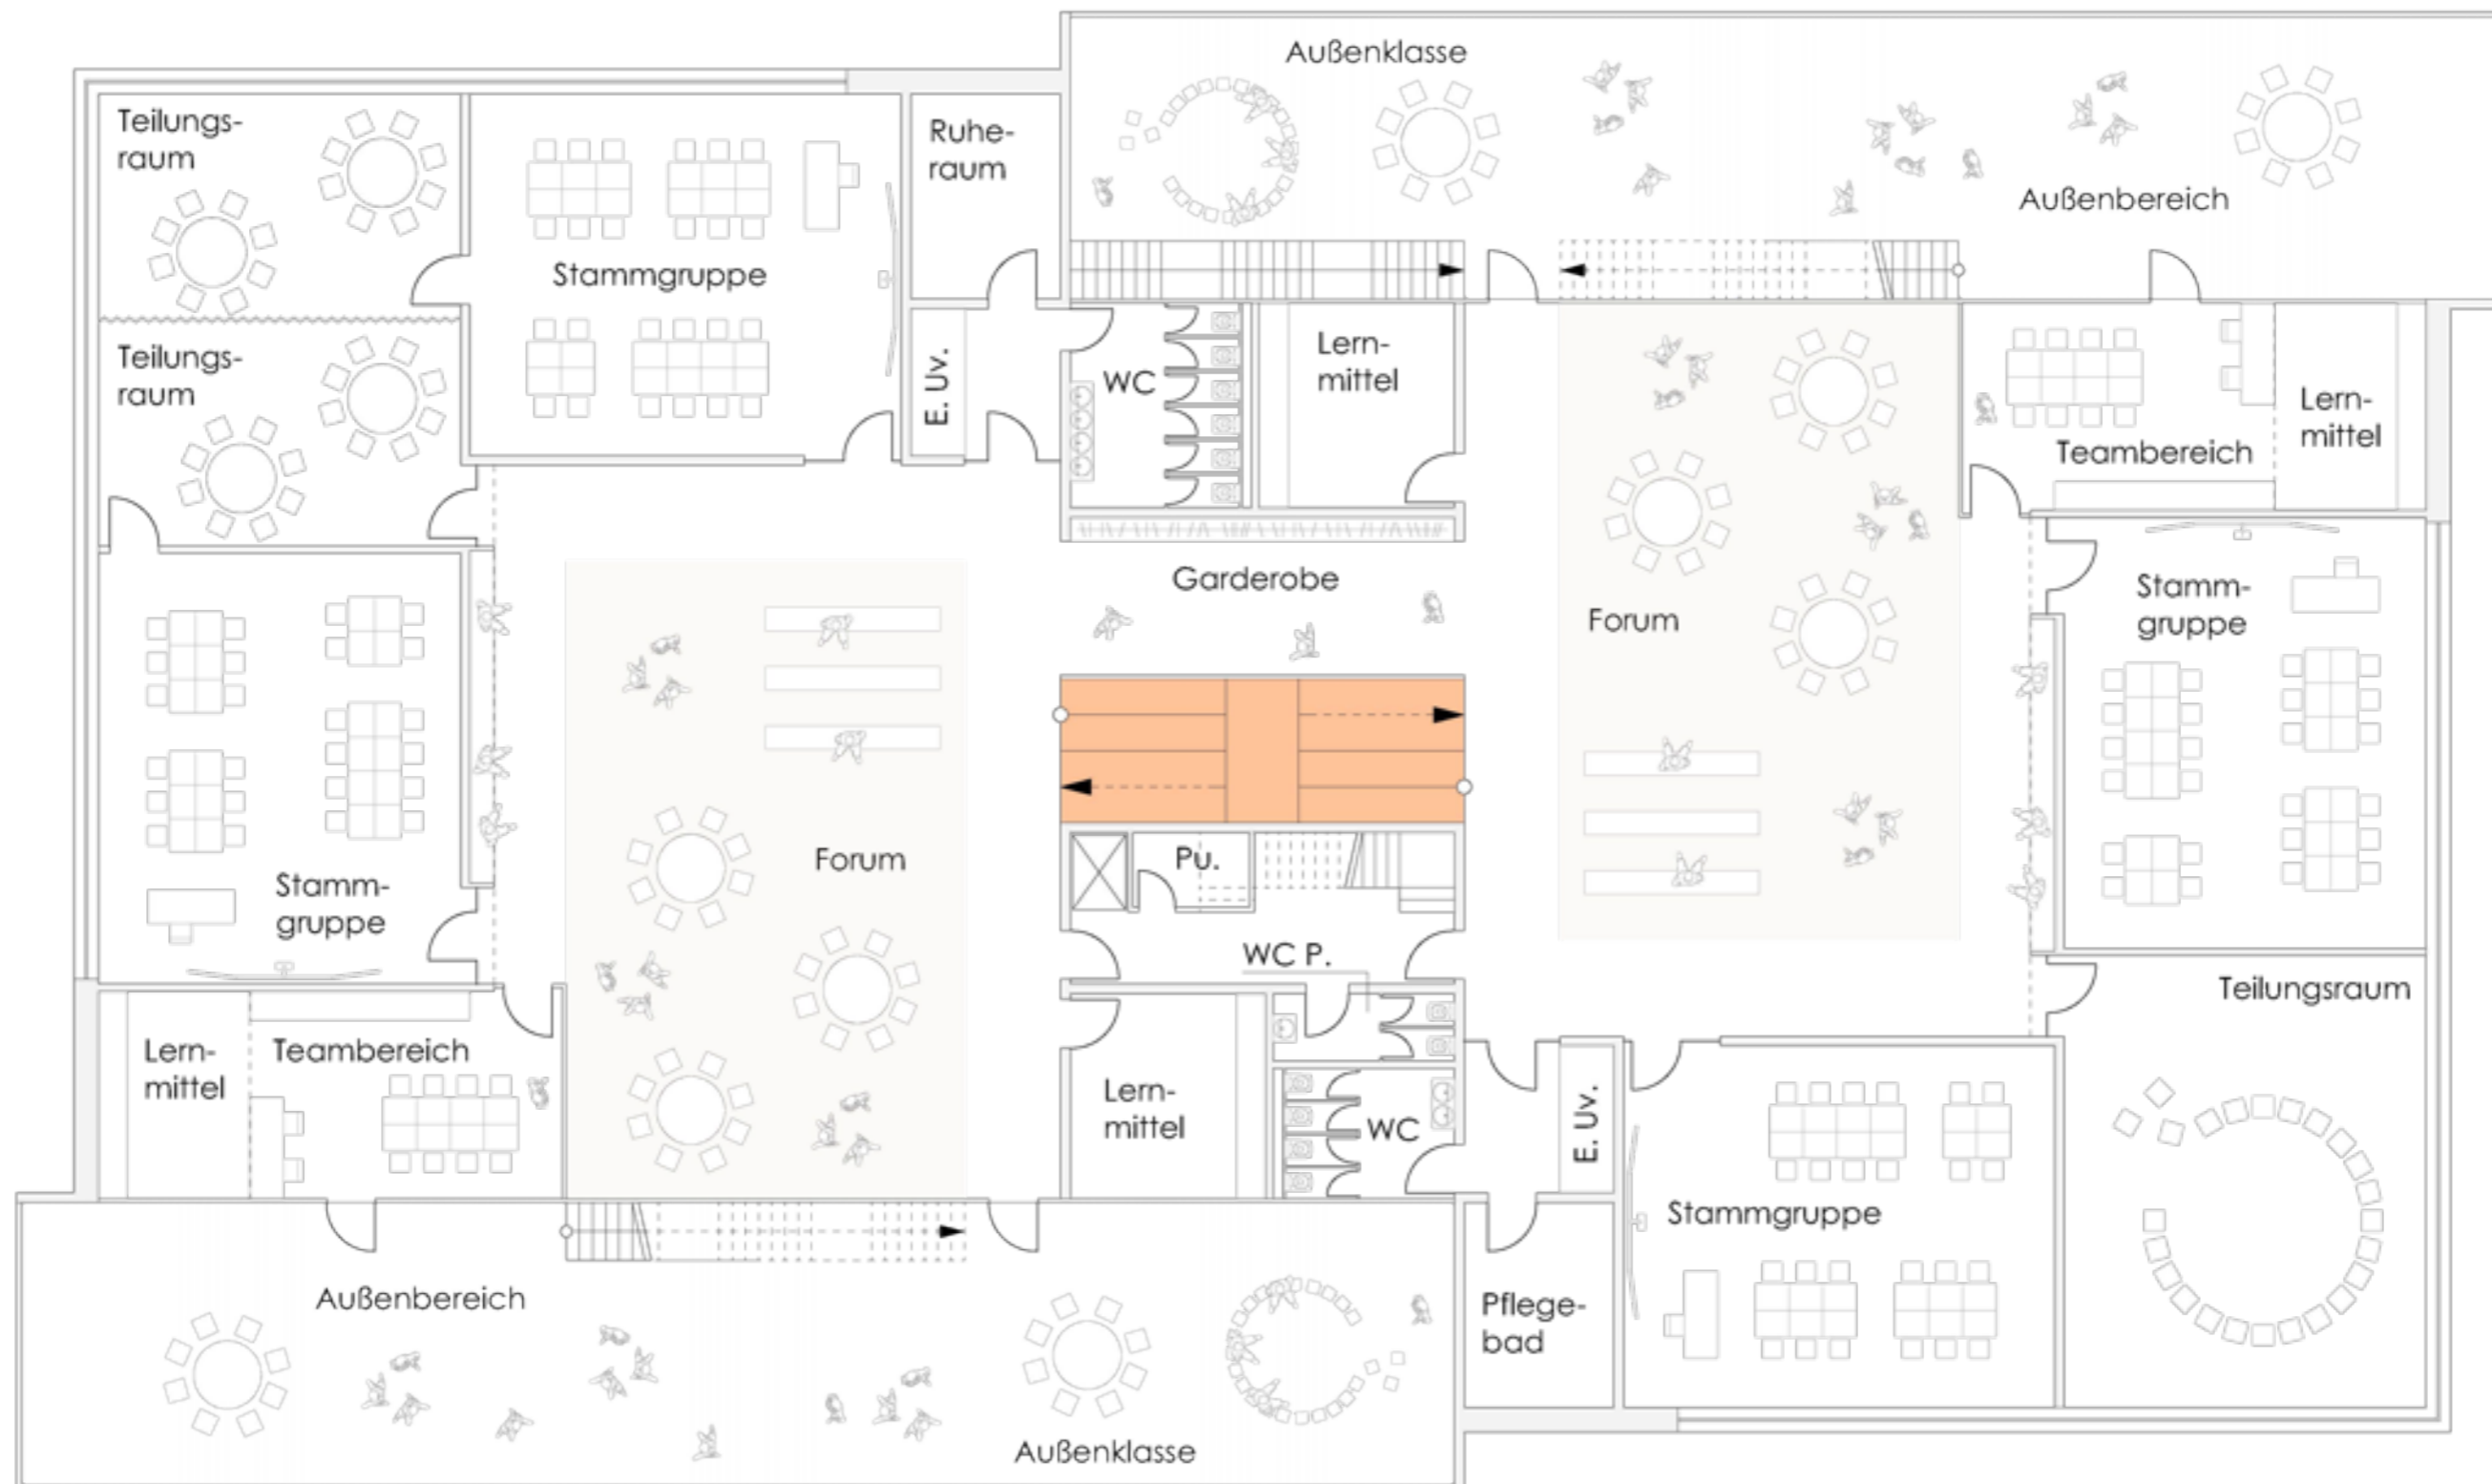 Außenklasse
Teilungs-
raum
Ruhe-
raum
Außenbereich
Stammgruppe
Teilungs-
raum
E. Uv.
WC
Lern-
mittel
Lern-
mittel
Teambereich
Garderobe
Forum
Stamm-
gruppe
Forum
Pu.
Stamm-
gruppe
WC P.
Teilungsraum
Lern-
mittel
Teambereich
Lern-
mittel
WC
E. Uv.
Stammgruppe
Außenbereich
Pflege-
bad
Außenklasse